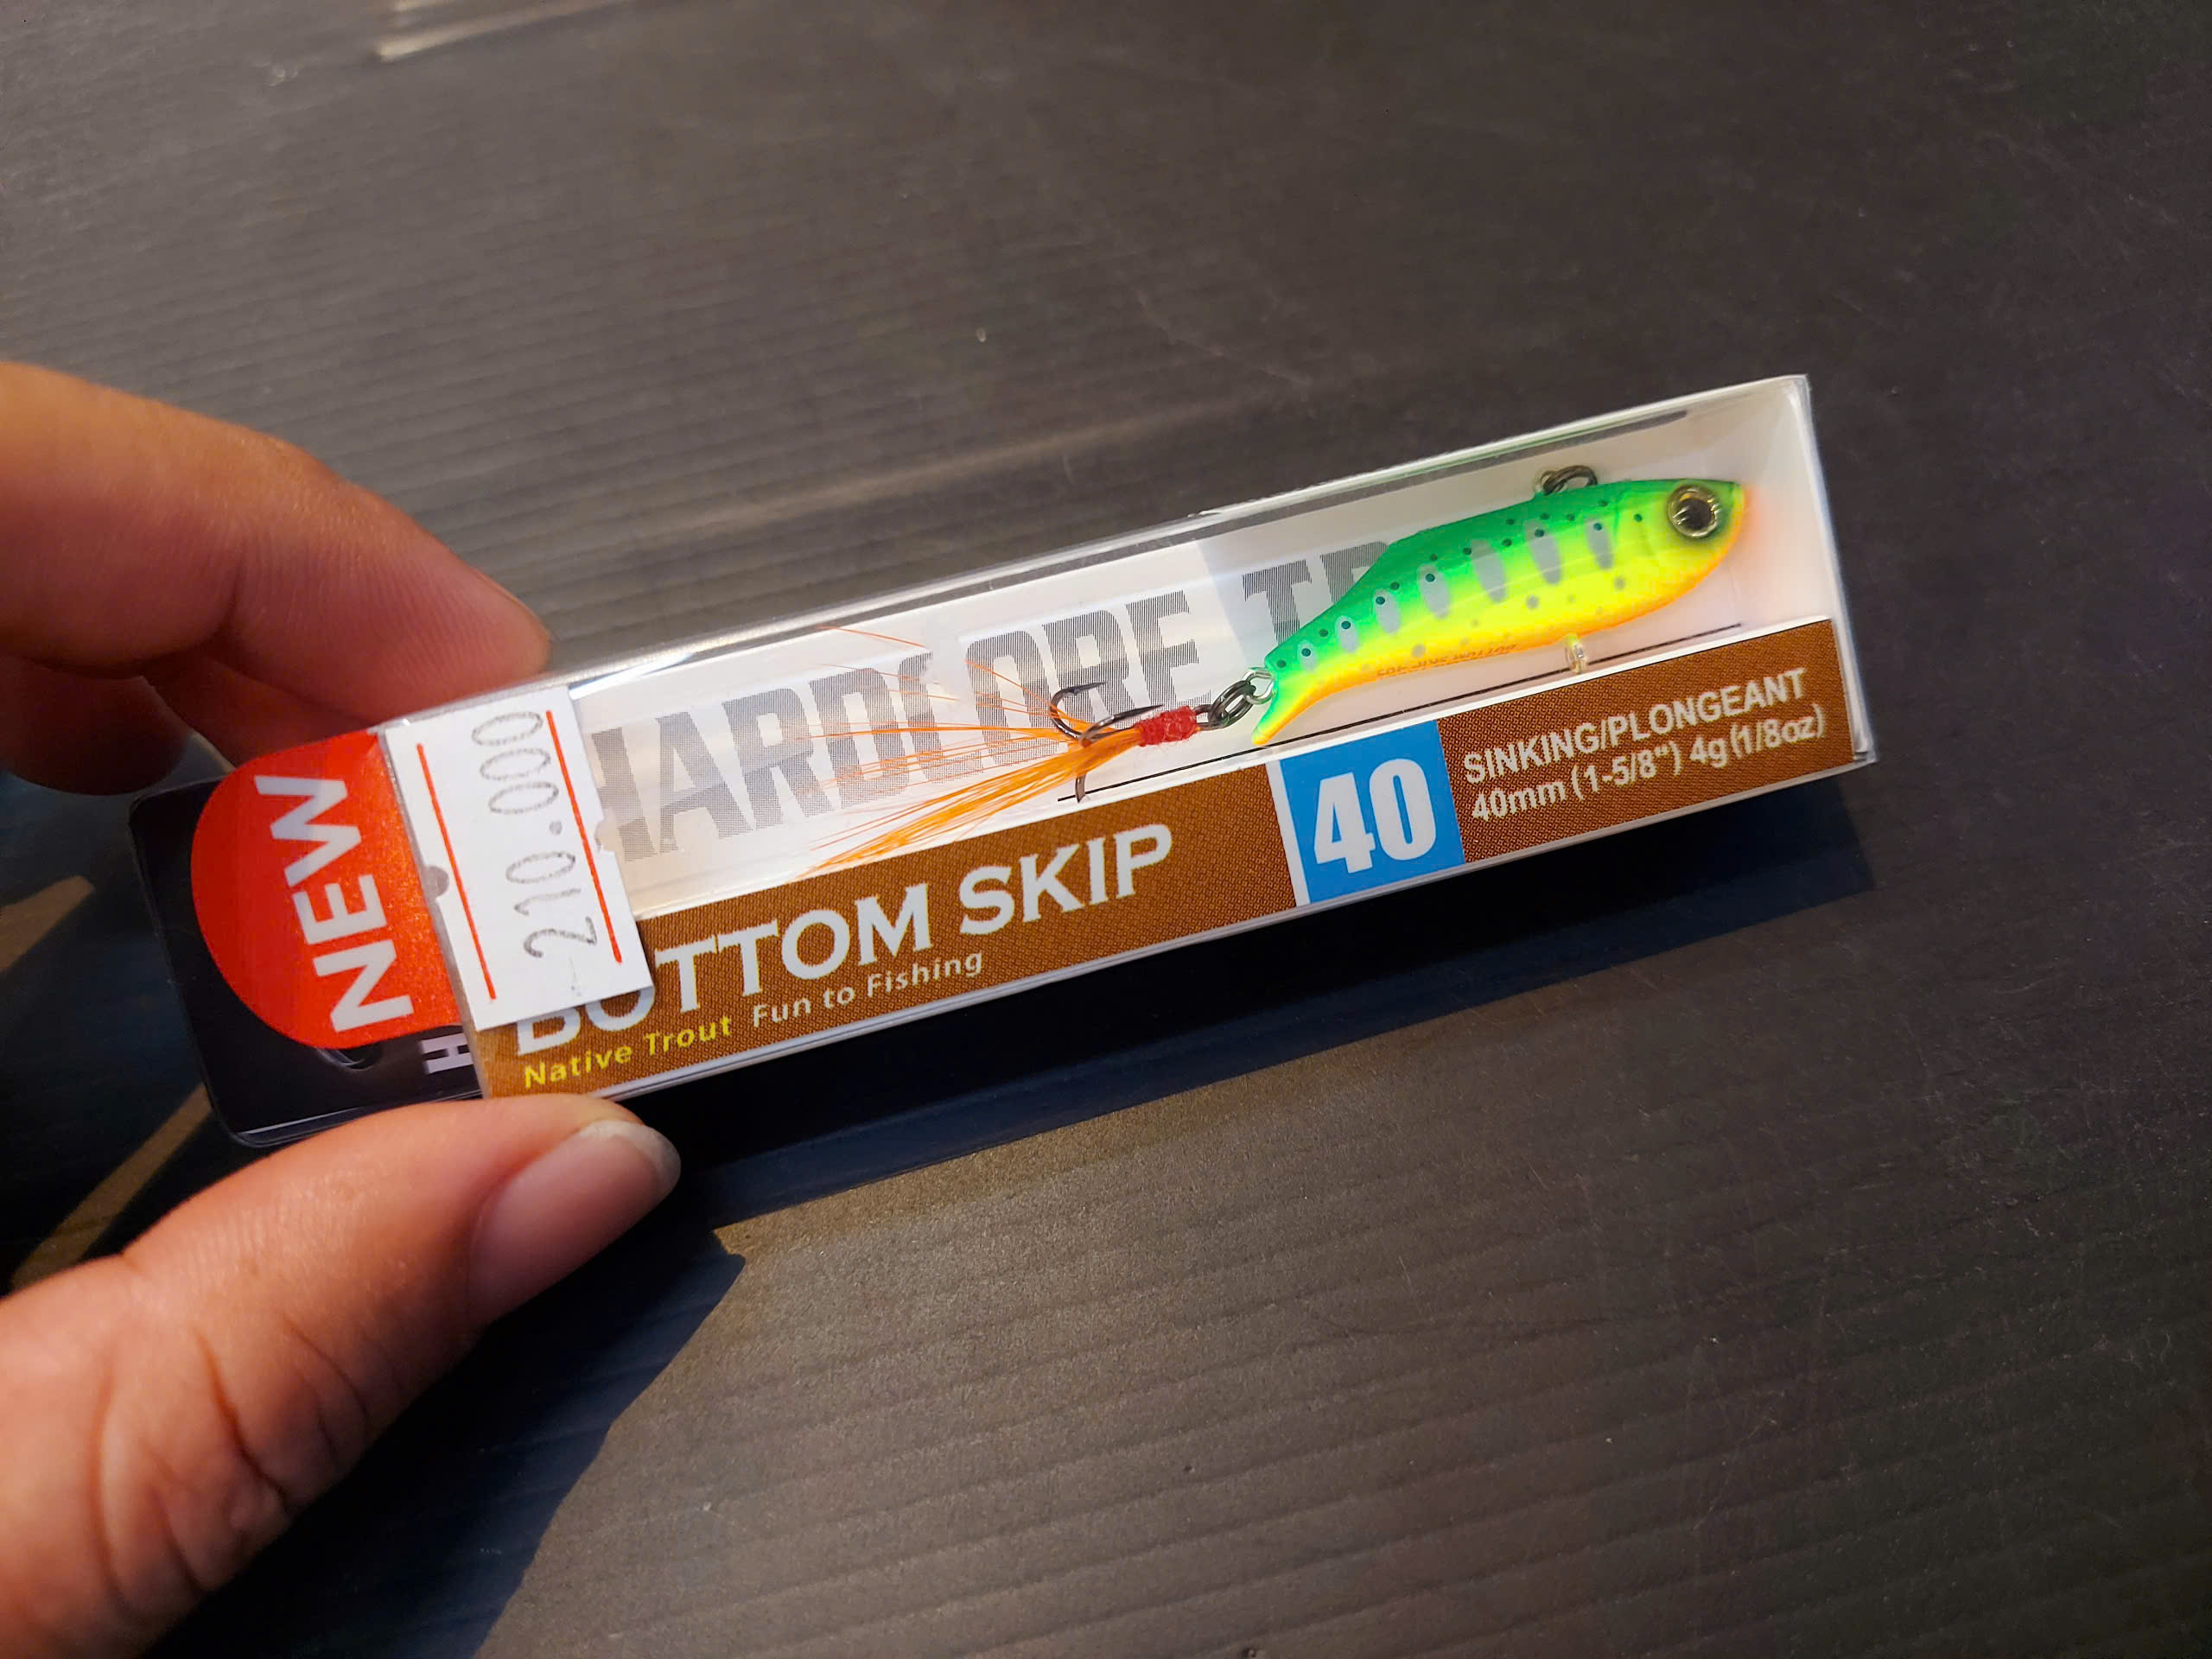 NEW
210.000
HARDCORE TR
BOTTOM SKIP
Native Trout Fun to Fishing
40
SINKING/PLONGEANT
40mm (1-5/8") 4g (1/8oz)
H